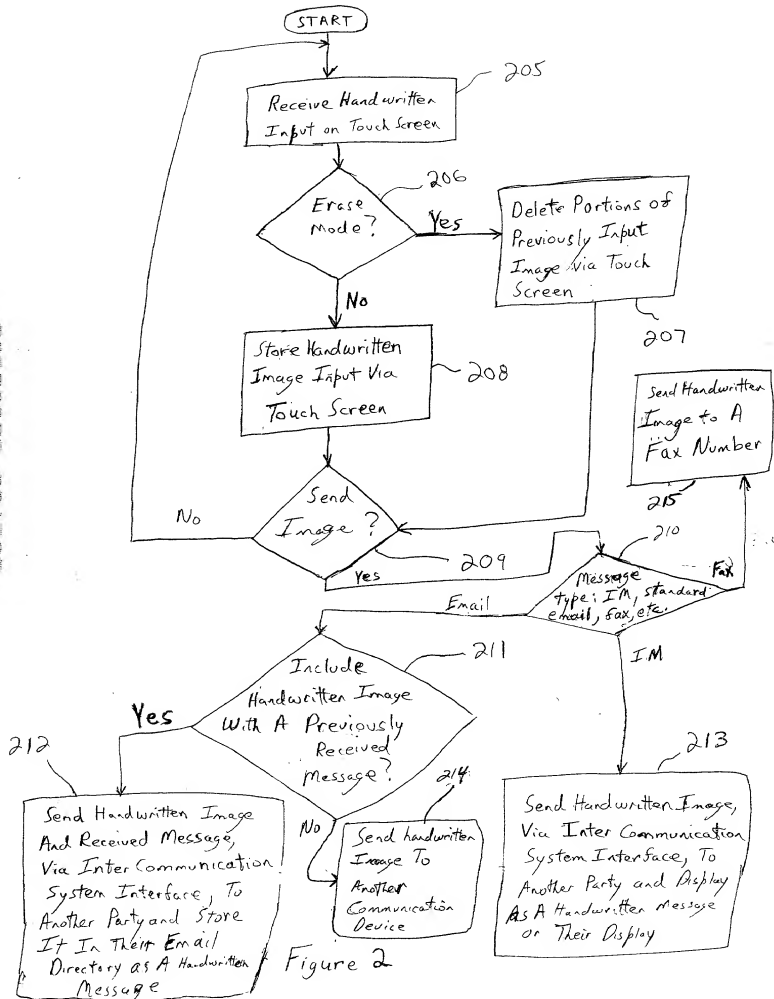 START
205
Receive Handwritten
Input on Touch Screen
206
Erase
Mode?
Yes
Delete Portions of
Previously Input
Image via Touch
Screen
207
No
Store Handwritten
Image Input Via
Touch Screen
208
Send Handwritten
Image to A
Fax Number
215
Send
Image?
No
209
Yes
210
Message
type: IM, standard
email, fax, etc.
Fax
Email
IM
211
Include
Handwritten Image
With A Previously
Received
Message?
Yes
212
Send Handwritten Image
And Received Message,
Via Inter Communication
System Interface, To
Another Party and Store
It In Their Email
Directory as A Handwritten
Message
No
214
Send handwritten
Image To
Another
Communication
Device
213
Send Handwritten Image,
Via Inter Communication
System Interface, To
Another Party and Display
As A Handwritten Message
or Their Display
Figure 2